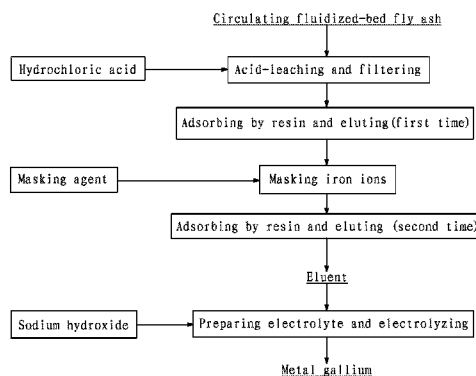 Circulating fluidized-bed fly ash
Hydrochloric acid
Acid-leaching and filtering
Adsorbing by resin and eluting(first time)
Masking agent
Masking iron ions
Adsorbing by resin and eluting (second time)
Eluent
Sodium hydroxide
Preparing electrolyte and electrolyzing
Metal gallium